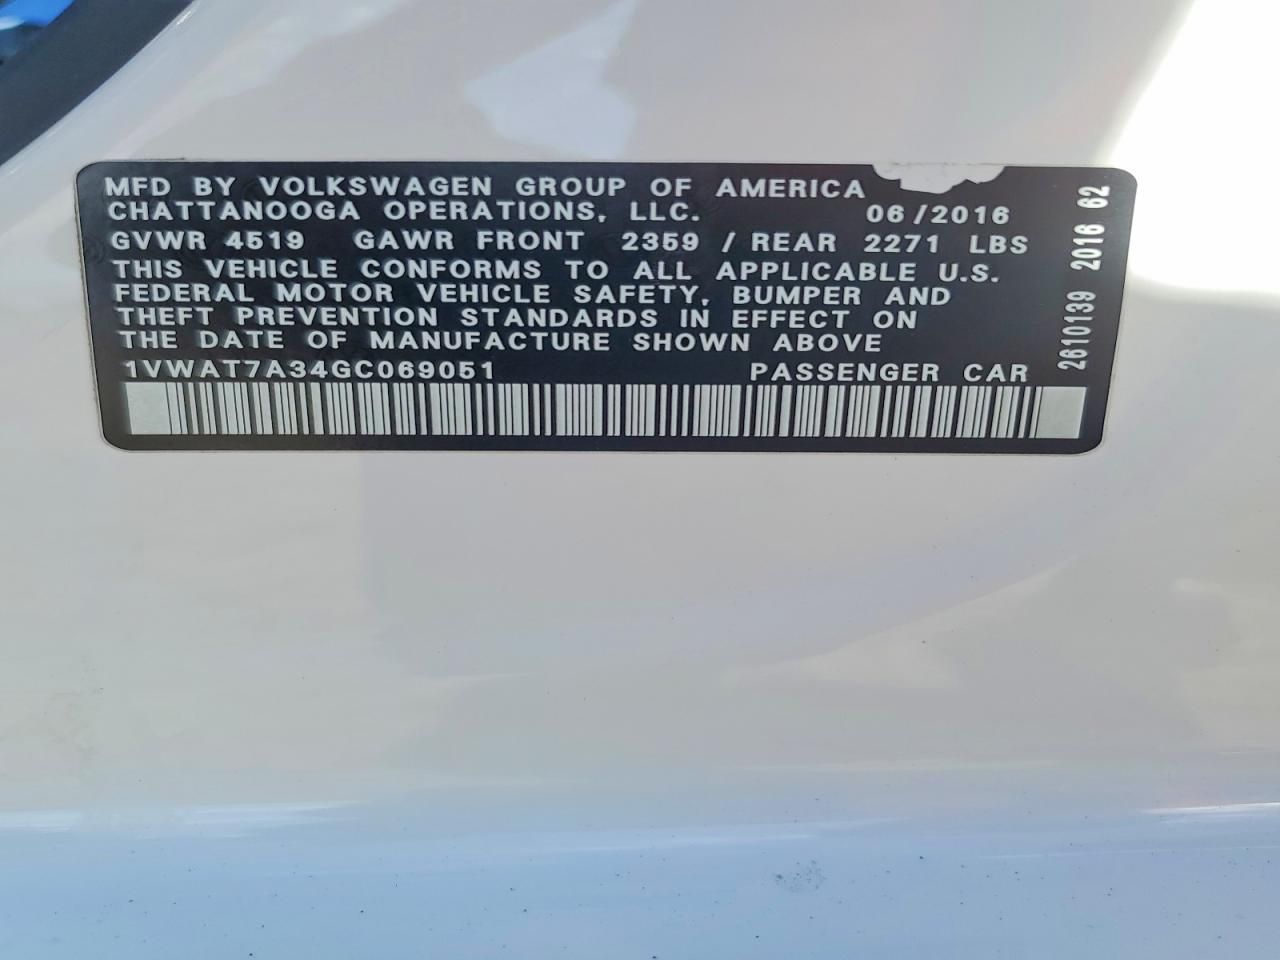 MFD BY VOLKSWAGEN GROUP OF AMERICA
CHATTANOOGA OPERATIONS, LLC. 06/2016
GVWR 4519 GAWR FRONT 2359 / REAR 2271 LBS
THIS VEHICLE CONFORMS TO ALL APPLICABLE U.S.
FEDERAL MOTOR VEHICLE SAFETY, BUMPER AND
THEFT PREVENTION STANDARDS IN EFFECT ON
THE DATE OF MANUFACTURE SHOWN ABOVE
1VWAT7A34GC069051 PASSENGER CAR
2610139 2016 62